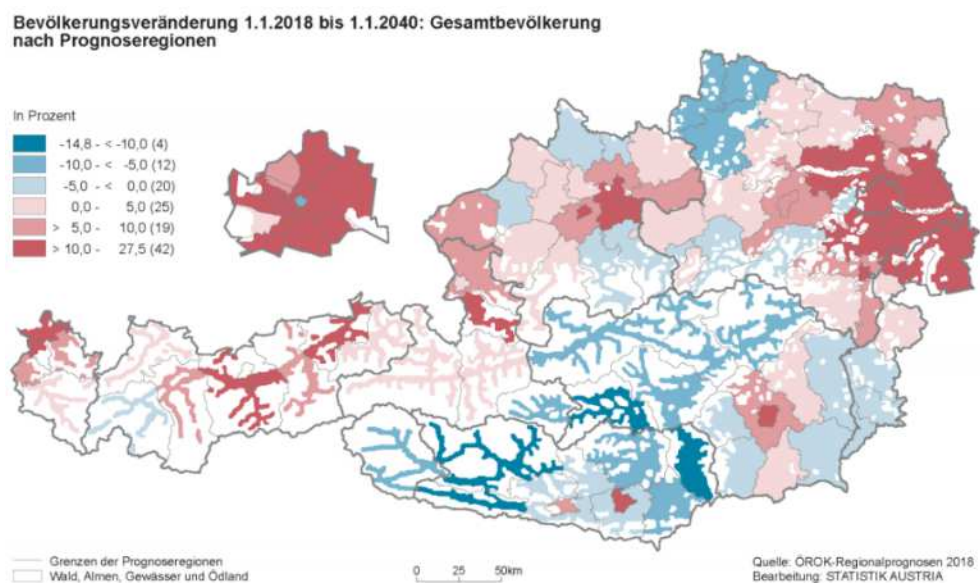 Bevölkerungsveränderung 1.1.2018 bis 1.1.2040: Gesamtbevölkerung
nach Prognoseregionen
In Prozent
-14,8 - < -10,0 (4)
-10,0 - < -5,0 (12)
-5,0 - < 0,0 (20)
0,0 - 5,0 (25)
> 5,0 - 10,0 (19)
> 10,0 - 27,5 (42)
Grenzen der Prognoseregionen
Wald, Almen, Gewässer und Ödland
0 25 50km
Quelle: ÖROK-Regionalprognosen 2018
Bearbeitung: STATISTIK AUSTRIA